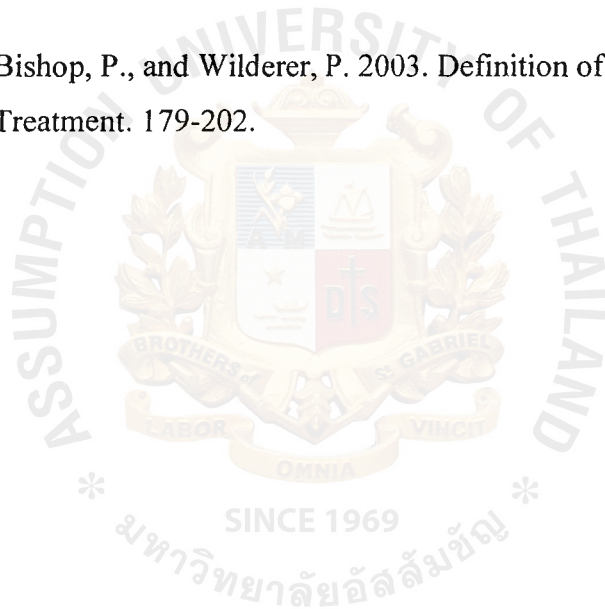 Bishop, P., and Wilderer, P. 2003. Definition of
Treatment. 179-202.
ASSUMPTION UNIVERSITY OF THAILAND
A M
D S
BROTHERS of St GABRIEL
LABOR
OMNIA
VINCIT
* SINCE 1969 *
มหาวิทยาลัยอัสสัมชัญ